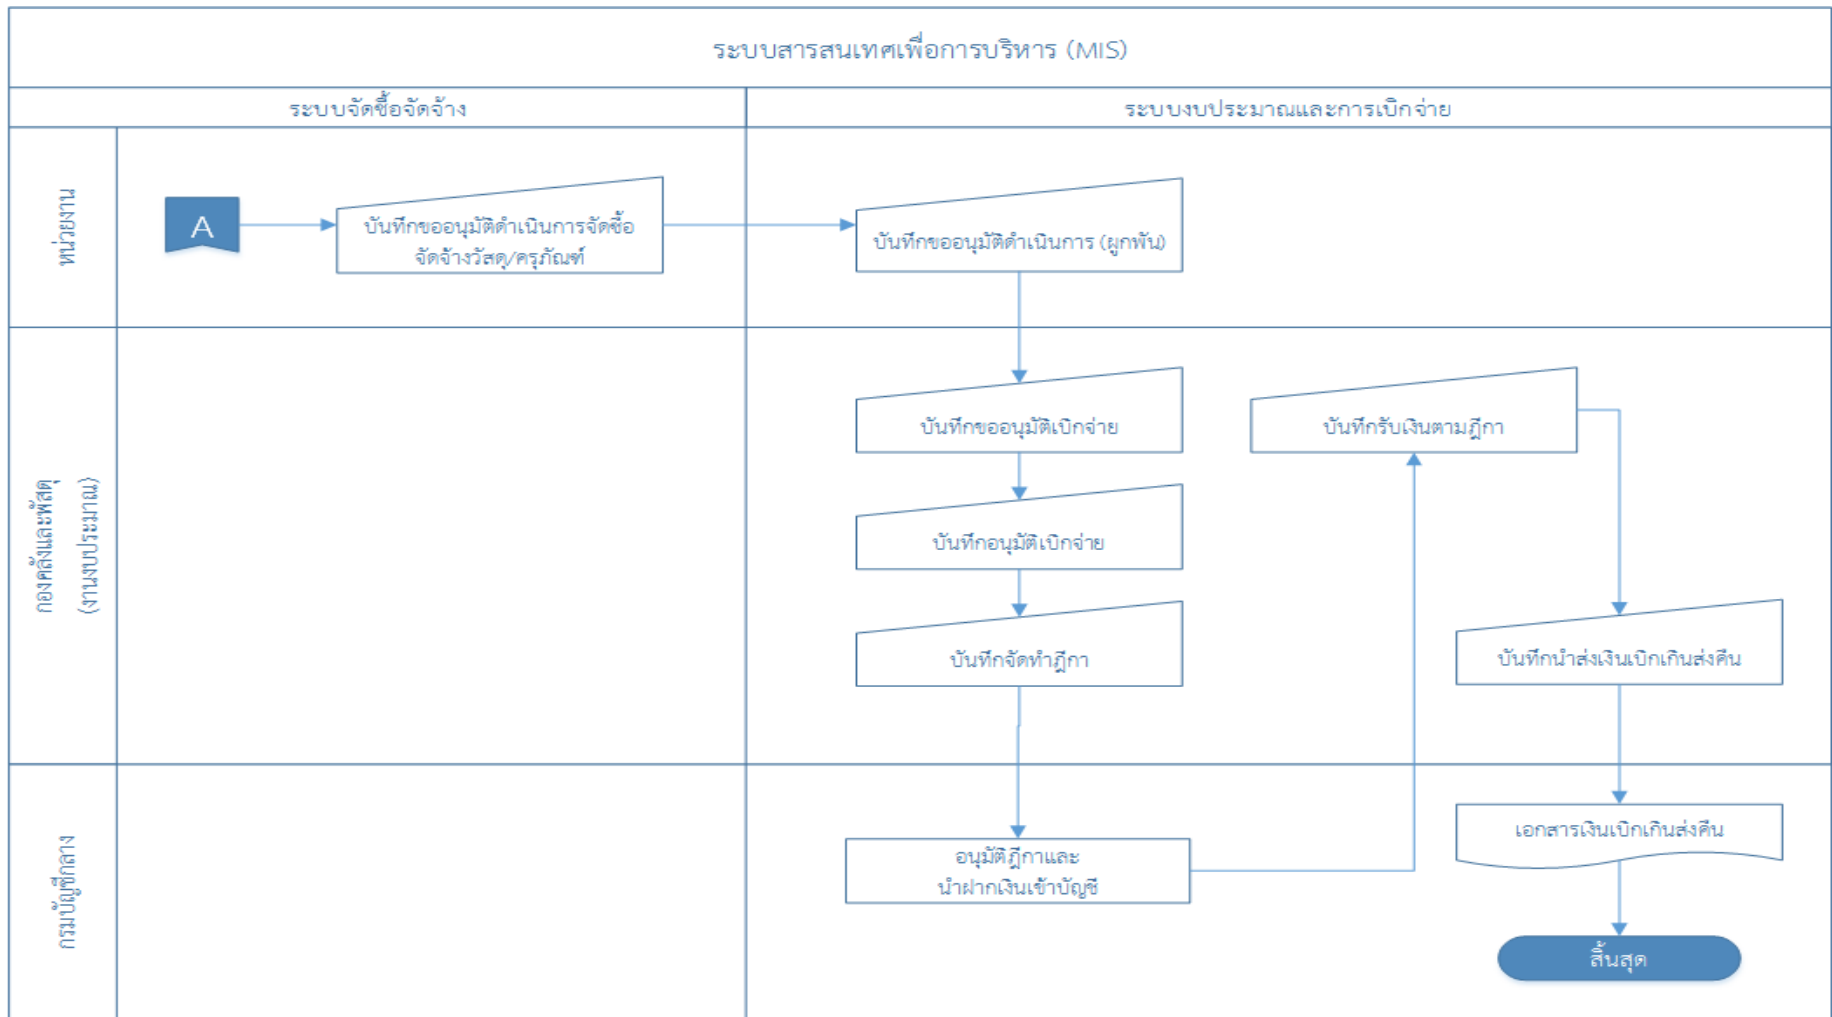 ระบบสารสนเทศเพื่อการบริหาร (MIS)
ระบบจัดซื้อจัดจ้าง
ระบบงบประมาณและการเบิกจ่าย
หน่วยงาน
A
บันทึกขออนุมัติดำเนินการจัดซื้อ
จัดจ้างวัสดุ/ครุภัณฑ์
บันทึกขออนุมัติดำเนินการ (ผูกพัน)
กองคลังและพัสดุ
(งานงบประมาณ)
บันทึกขออนุมัติเบิกจ่าย
บันทึกรับเงินตามฎีกา
บันทึกอนุมัติเบิกจ่าย
บันทึกจัดทำฎีกา
บันทึกนำส่งเงินเบิกเกินส่งคืน
กรมบัญชีกลาง
อนุมัติฎีกาและ
นำฝากเงินเข้าบัญชี
เอกสารเงินเบิกเกินส่งคืน
สิ้นสุด